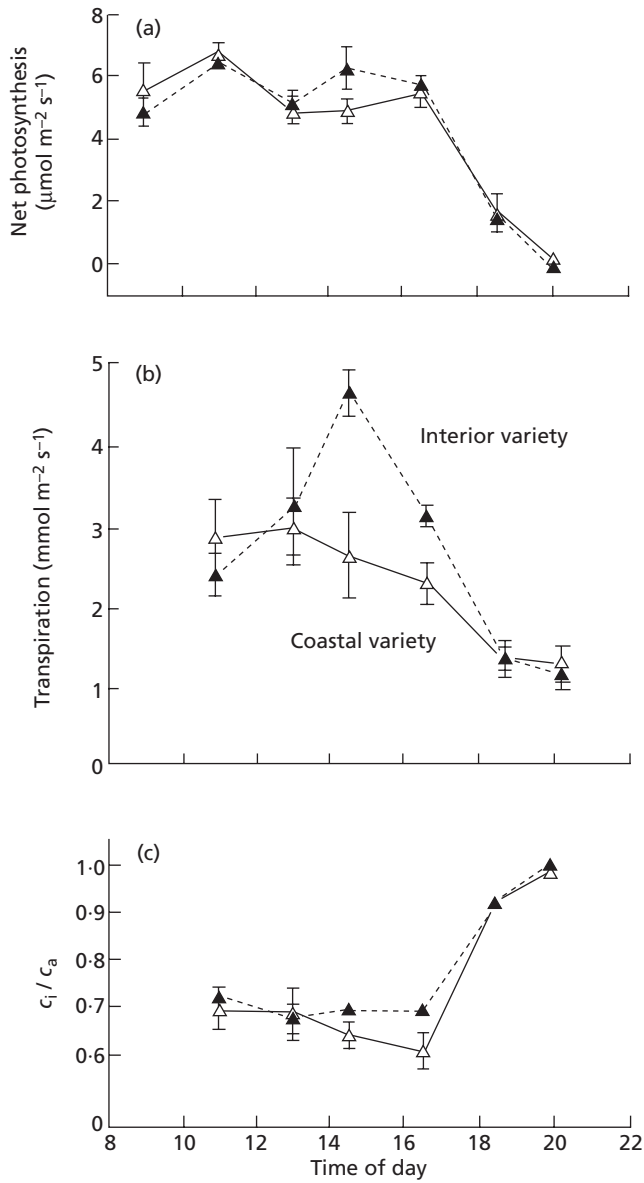 (a)
Net photosynthesis
(μmol m⁻² s⁻¹)
8
6
4
2
0
(b)
Transpiration (mmol m⁻² s⁻¹)
5
4
3
2
1
0
Interior variety
Coastal variety
(c)
cᵢ / cₐ
1·0
0·9
0·8
0·7
0·6
0
8 10 12 14 16 18 20 22
Time of day